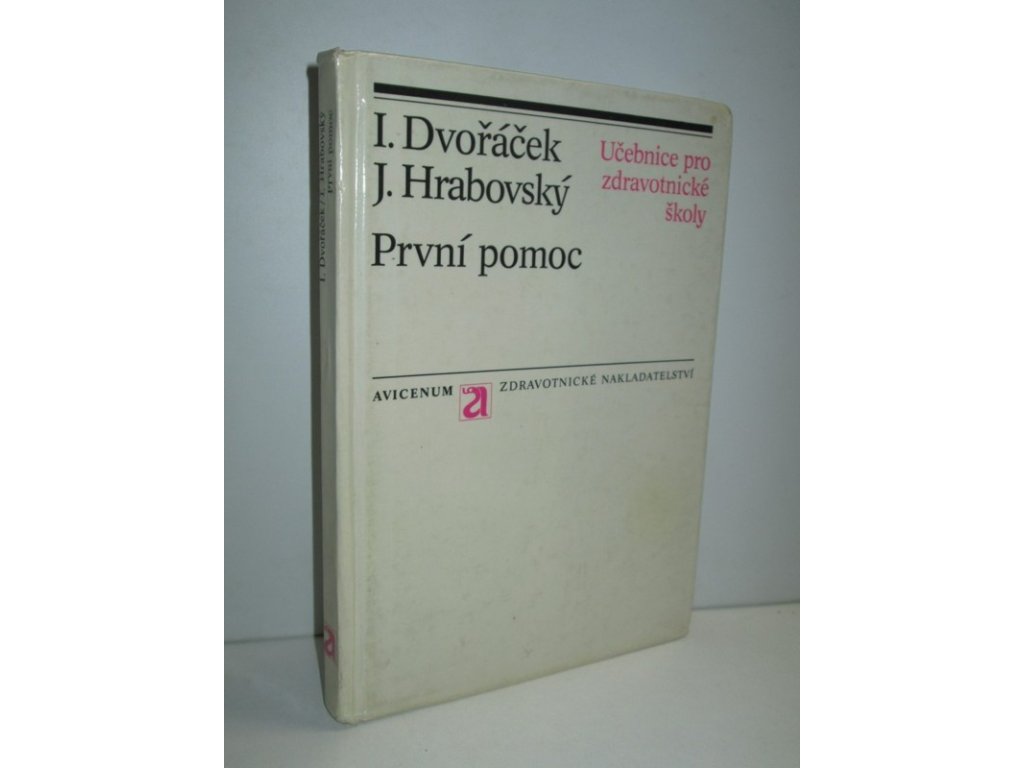 I. Dvořáček
J. Hrabovský
První pomoc
Učebnice pro
zdravotnické
školy
AVICENUM a ZDRAVOTNICKÉ NAKLADATELSTVÍ
I. Dvořáček/J. Hrabovský
První pomoc
a